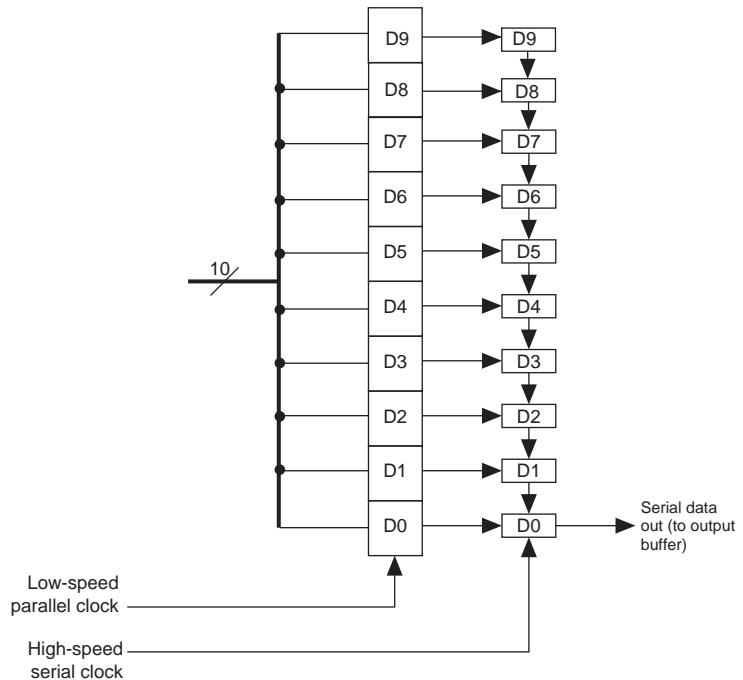 D9 D9
D8 D8
D7 D7
D6 D6
10
D5 D5
D4 D4
D3 D3
D2 D2
D1 D1
D0 D0
Serial data
out (to output
buffer)
Low-speed
parallel clock
High-speed
serial clock